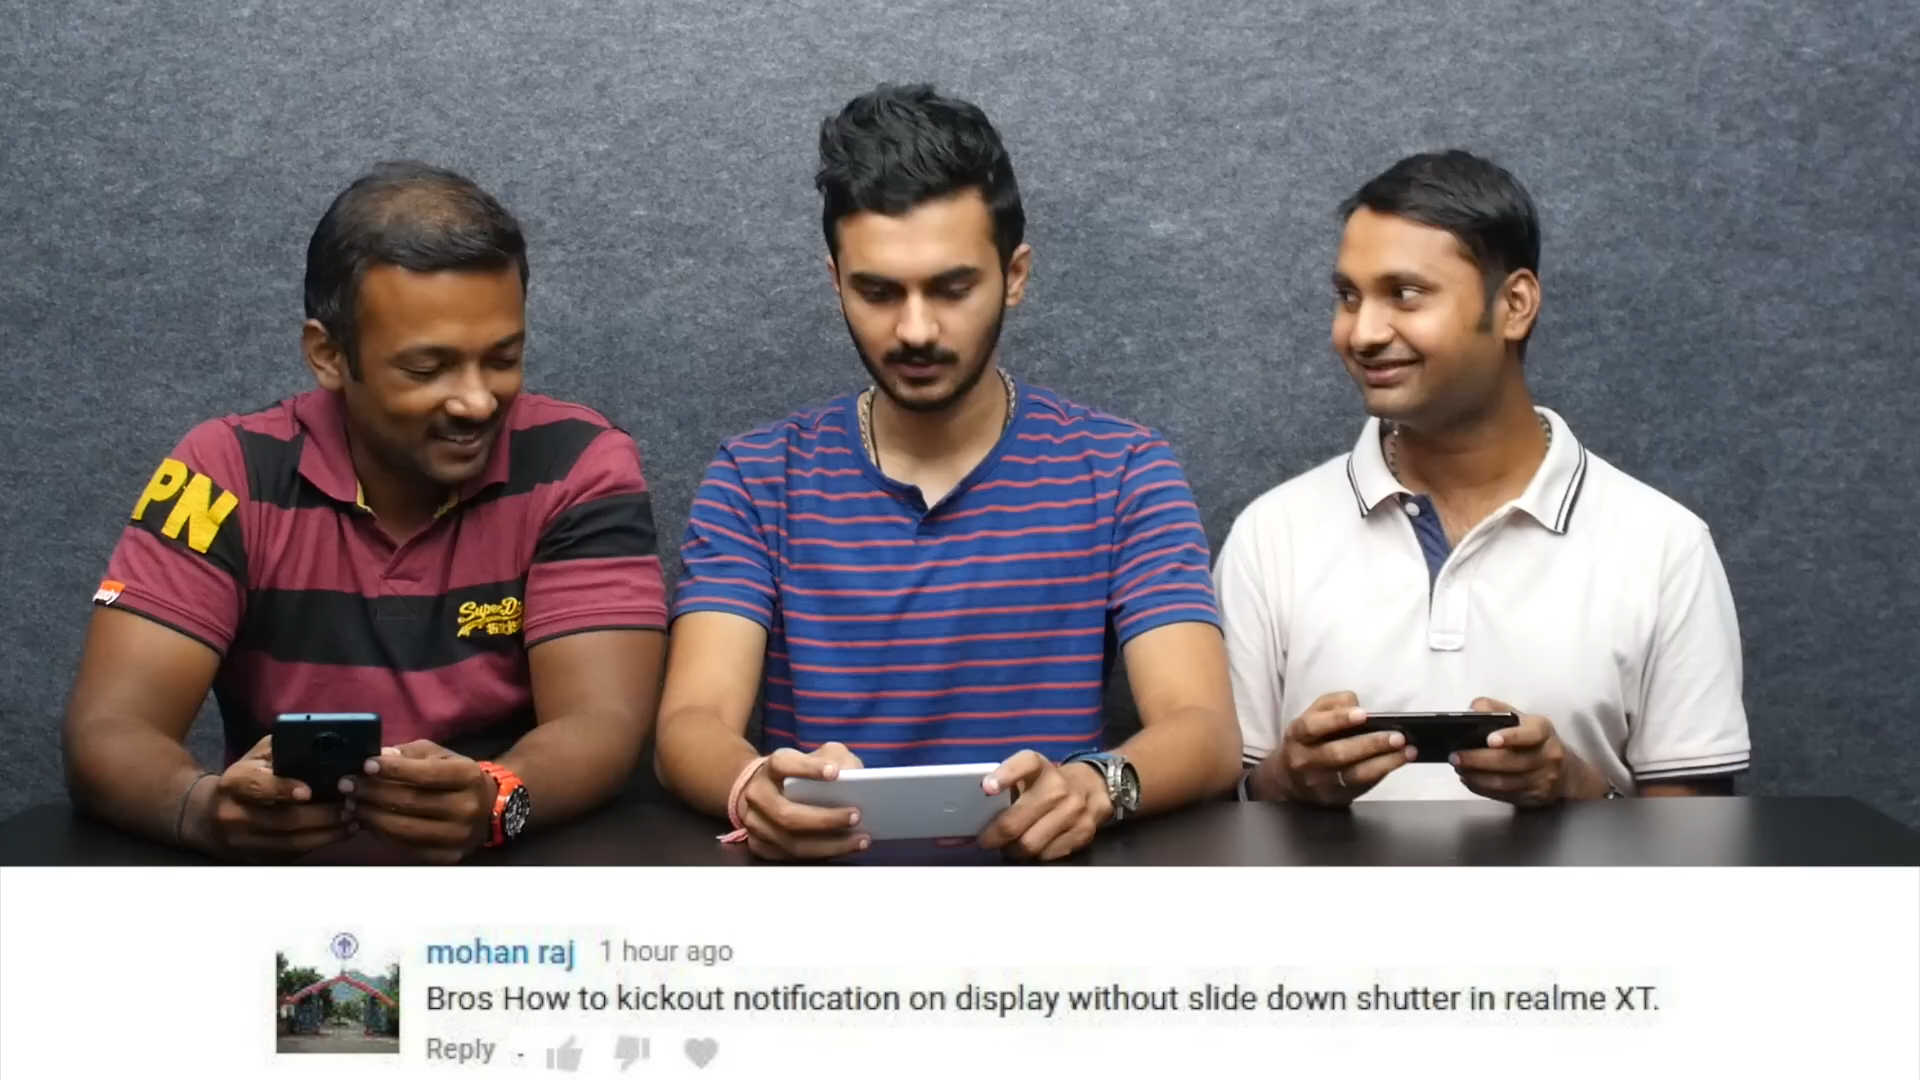 PN
Super D
mohan raj 1 hour ago
Bros How to kickout notification on display without slide down shutter in realme XT.
Reply